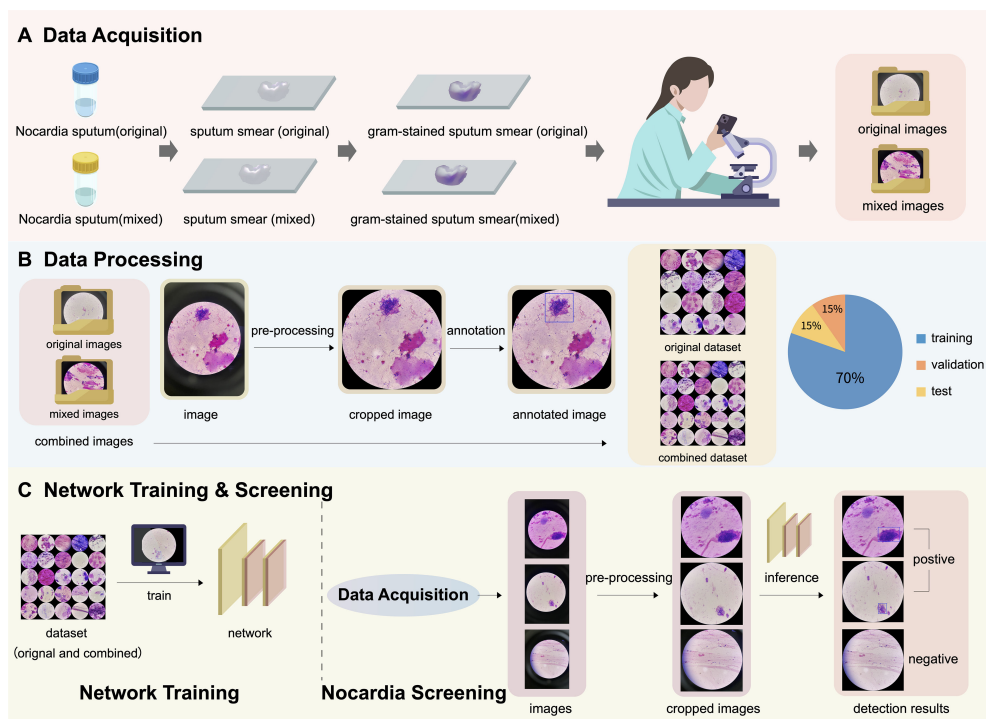 A Data Acquisition
Nocardia sputum(original)
sputum smear (original)
gram-stained sputum smear (original)
original images
Nocardia sputum(mixed)
sputum smear (mixed)
gram-stained sputum smear(mixed)
mixed images
B Data Processing
original images
mixed images
combined images
image
pre-processing
cropped image
annotation
annotated image
original dataset
combined dataset
15%
15%
70%
training
validation
test
C Network Training & Screening
dataset
(orignal and combined)
train
network
Network Training
Data Acquisition
Nocardia Screening
images
pre-processing
cropped images
inference
postive
negative
detection results